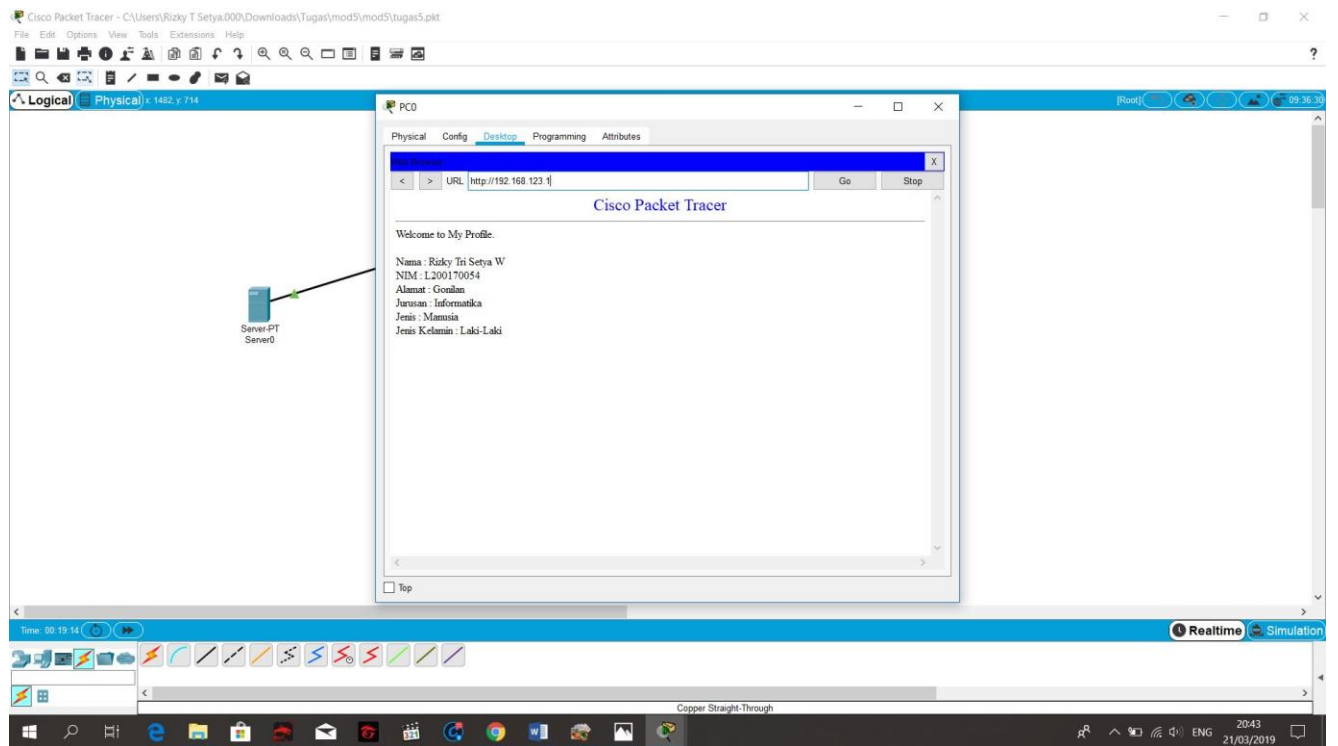 Cisco Packet Tracer - C:\Users\Rizky T Setya.000\Downloads\Tugas\mod5\mod5\tugas5.pkt
File Edit Options View Tools Extensions Help
?
Logical Physical x: 1482, y: 714 [Root] 09:36:30
PC0
Physical Config Desktop Programming Attributes
Web Browser X
< > URL http://192.168.123.1 Go Stop
Cisco Packet Tracer
Welcome to My Profile.
Nama : Rizky Tri Setya W
NIM : L200170054
Alamat : Gonilan
Jurusan : Informatika
Jenis : Manusia
Jenis Kelamin : Laki-Laki
Server-PT
Server0
Top
Time: 00:19:14 Realtime Simulation
Copper Straight-Through
321
ENG
20:43
21/03/2019